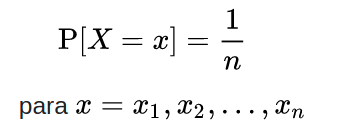 P[X = x] = 1/n
para x = x₁, x₂, . . . , xₙ